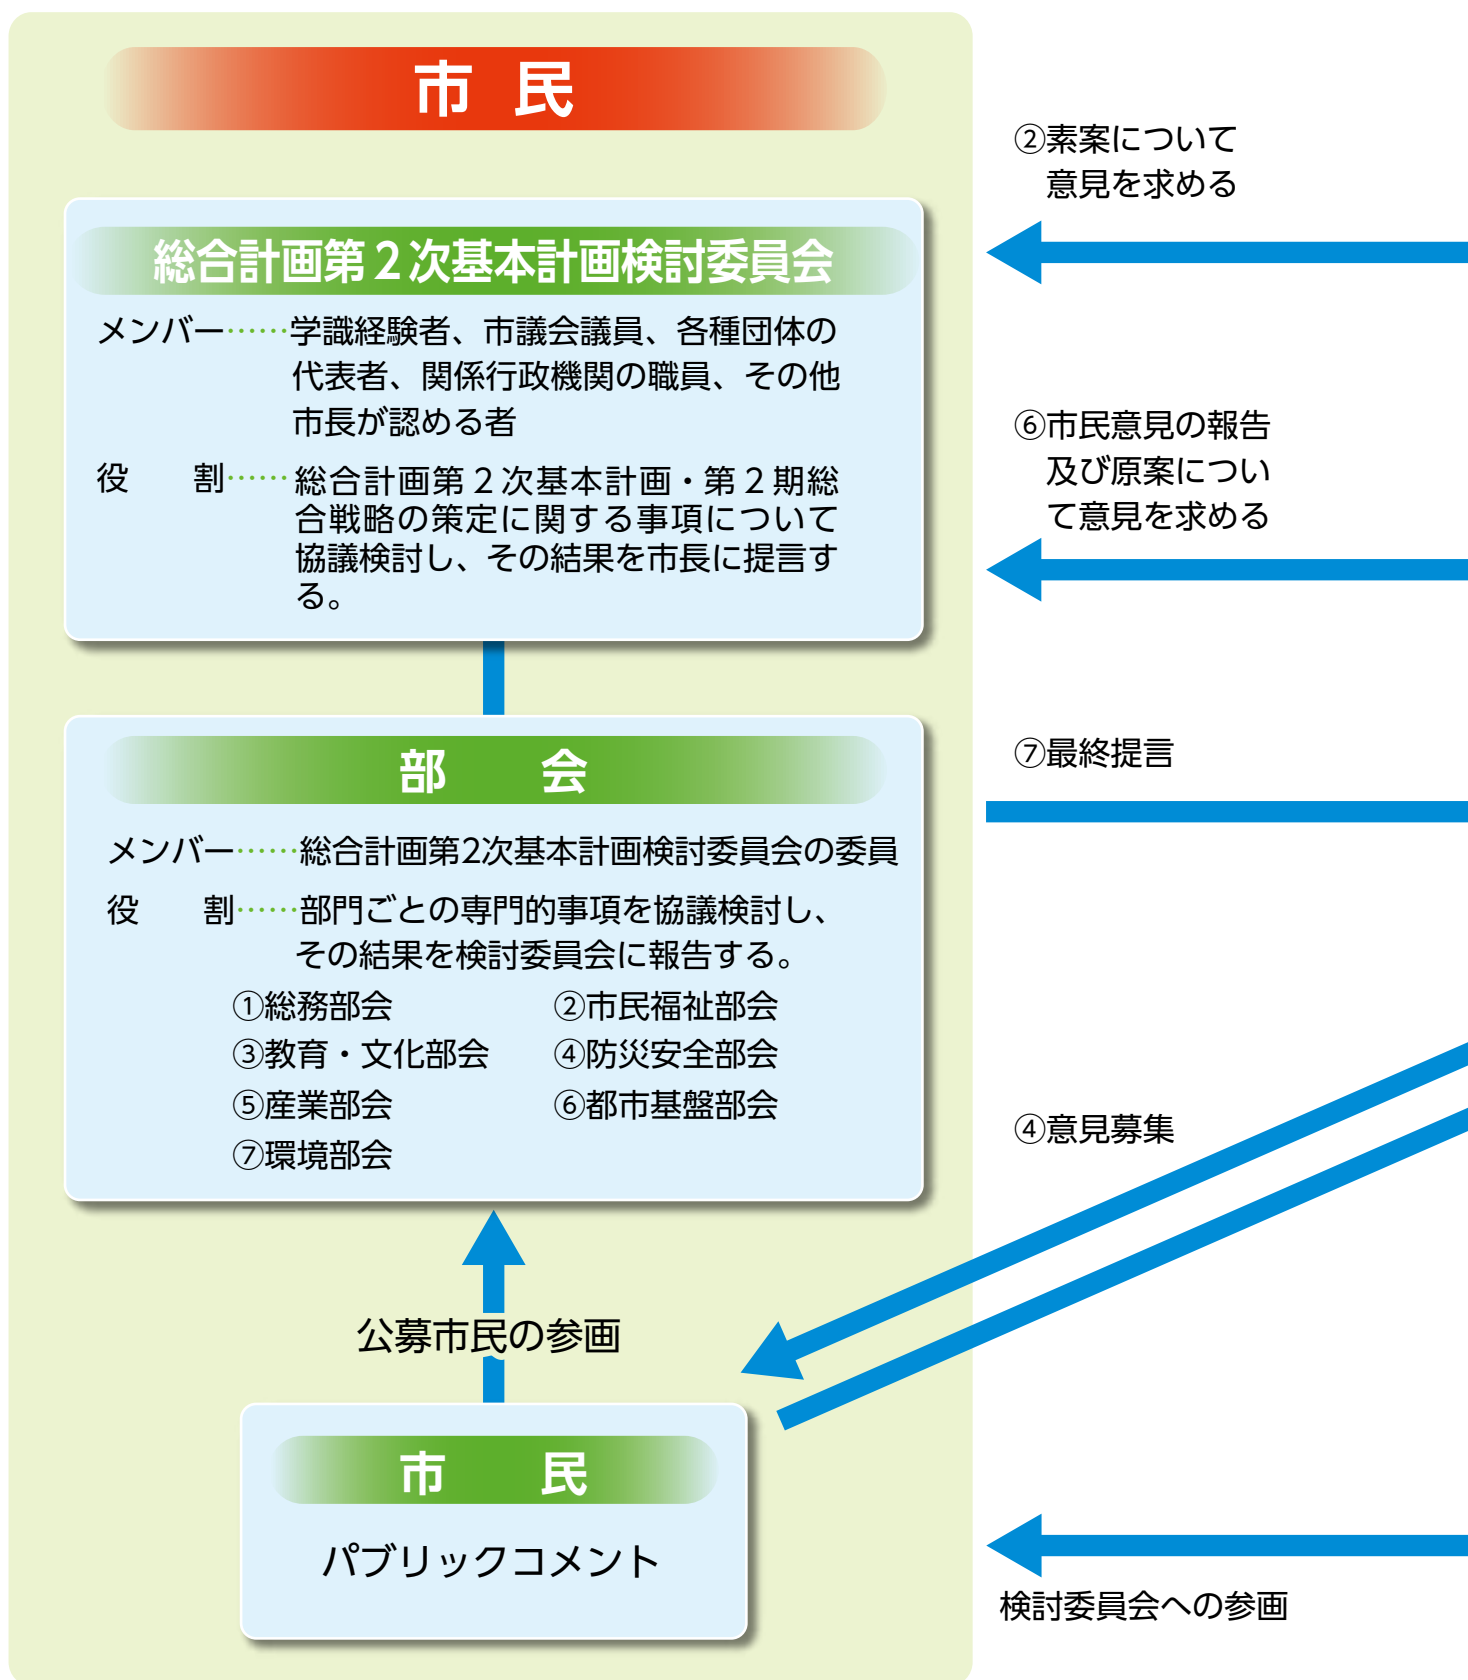 市 民
総合計画第２次基本計画検討委員会
メンバー……学識経験者、市議会議員、各種団体の
代表者、関係行政機関の職員、その他
市長が認める者
役　　割……総合計画第２次基本計画・第２期総
合戦略の策定に関する事項について
協議検討し、その結果を市長に提言す
る。
部　　会
メンバー……総合計画第2次基本計画検討委員会の委員
役　　割……部門ごとの専門的事項を協議検討し、
その結果を検討委員会に報告する。
①総務部会　②市民福祉部会
③教育・文化部会　④防災安全部会
⑤産業部会　⑥都市基盤部会
⑦環境部会
公募市民の参画
市　　民
パブリックコメント
②素案について
意見を求める
⑥市民意見の報告
及び原案につい
て意見を求める
⑦最終提言
④意見募集
検討委員会への参画